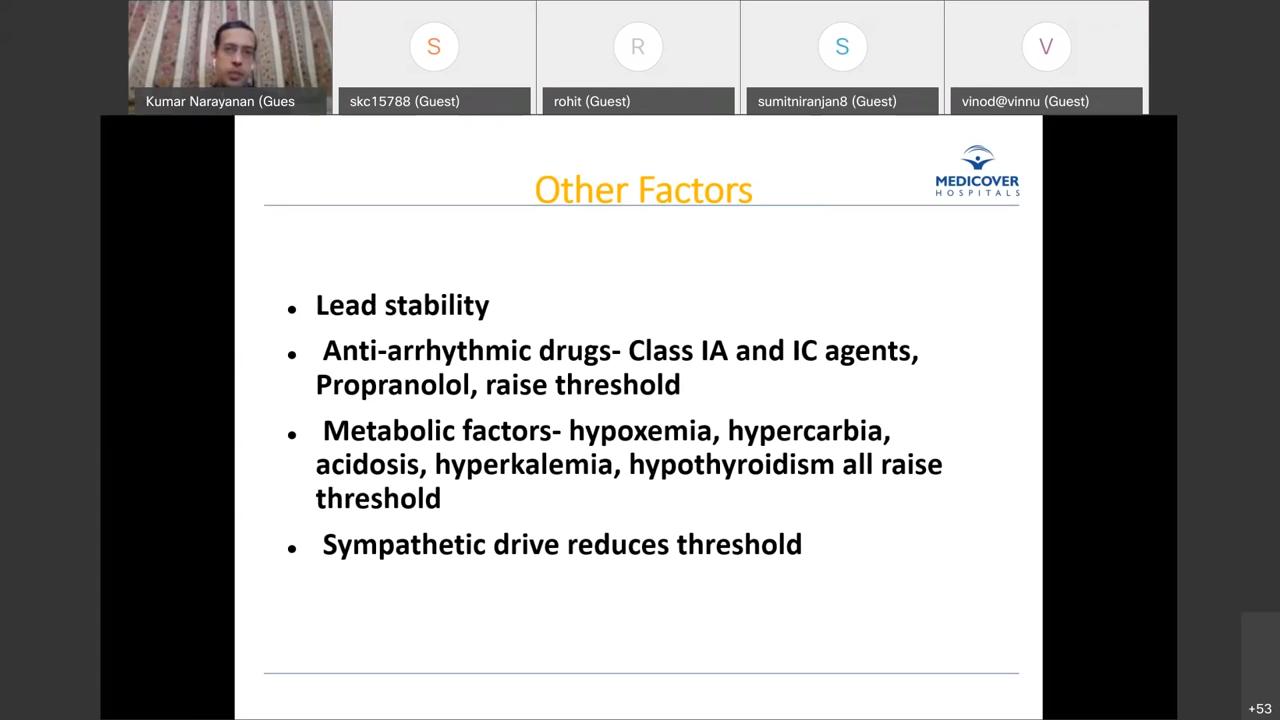 S
R
S
V
Kumar Narayanan (Gues
skc15788 (Guest)
rohit (Guest)
sumitniranjan8 (Guest)
vinod@vinnu (Guest)
MEDICOVER
HOSPITALS
Other Factors
• Lead stability
• Anti-arrhythmic drugs- Class IA and IC agents,
Propranolol, raise threshold
• Metabolic factors- hypoxemia, hypercarbia,
acidosis, hyperkalemia, hypothyroidism all raise
threshold
• Sympathetic drive reduces threshold
+53